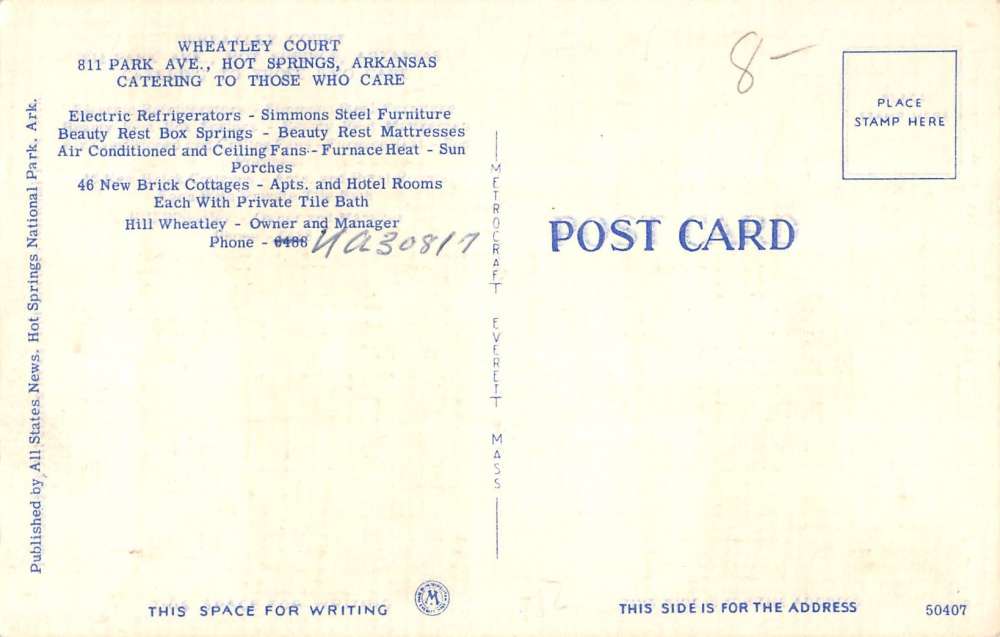 WHEATLEY COURT
811 PARK AVE., HOT SPRINGS, ARKANSAS
CATERING TO THOSE WHO CARE
Electric Refrigerators - Simmons Steel Furniture
Beauty Rest Box Springs - Beauty Rest Mattresses
Air Conditioned and Ceiling Fans - Furnace Heat - Sun
Porches
46 New Brick Cottages - Apts. and Hotel Rooms
Each With Private Tile Bath
Hill Wheatley - Owner and Manager
Phone - 
Published by All States News. Hot Springs National Park. Ark.
METROCRAFT EVERETT MASS
8-
PLACE
STAMP HERE
POST CARD
THIS SPACE FOR WRITING
M
THIS SIDE IS FOR THE ADDRESS
50407